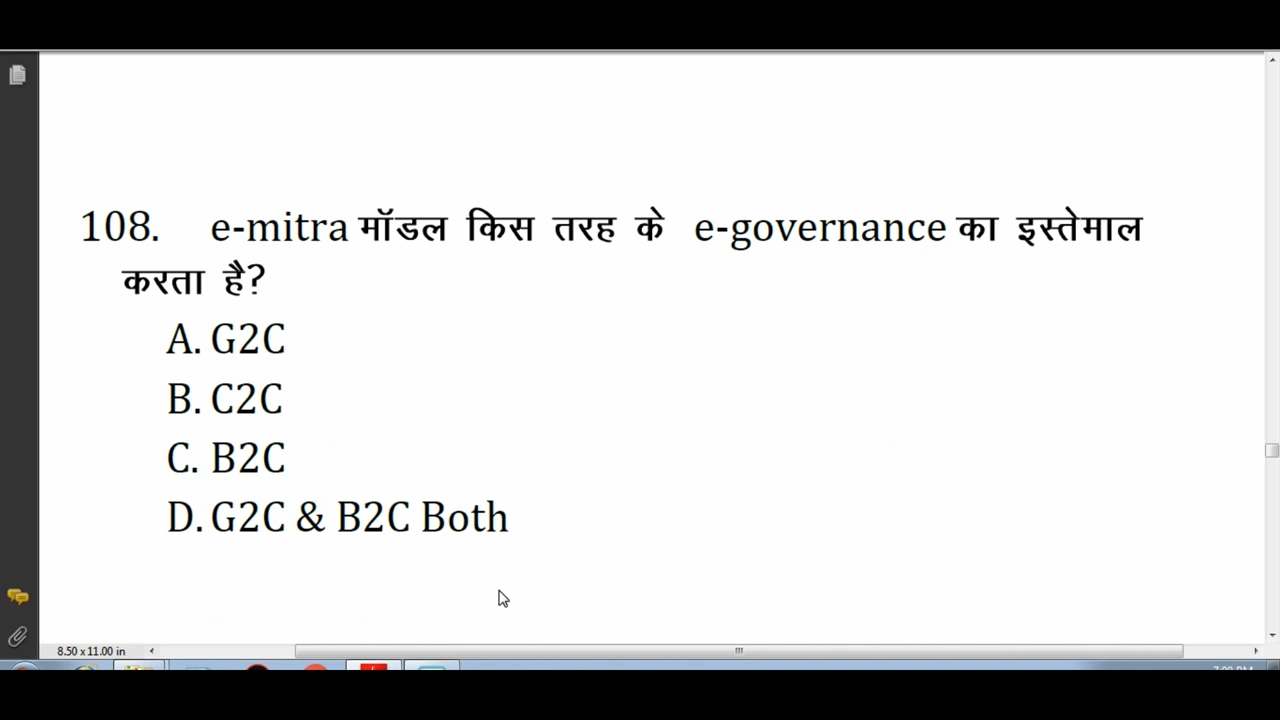 108. e-mitra मॉडल किस तरह के e-governance का इस्तेमाल
करता है?
A. G2C
B. C2C
C. B2C
D. G2C & B2C Both
8.50 x 11.00 in